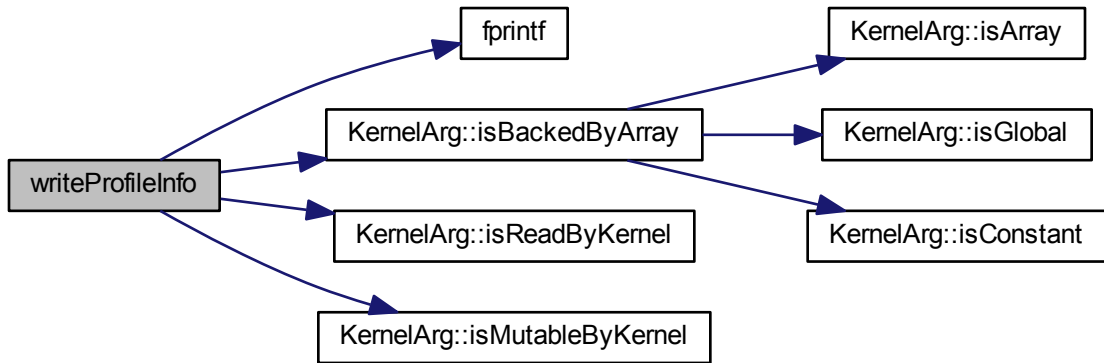 writeProfileInfo
fprintf
KernelArg::isBackedByArray
KernelArg::isReadByKernel
KernelArg::isMutableByKernel
KernelArg::isArray
KernelArg::isGlobal
KernelArg::isConstant